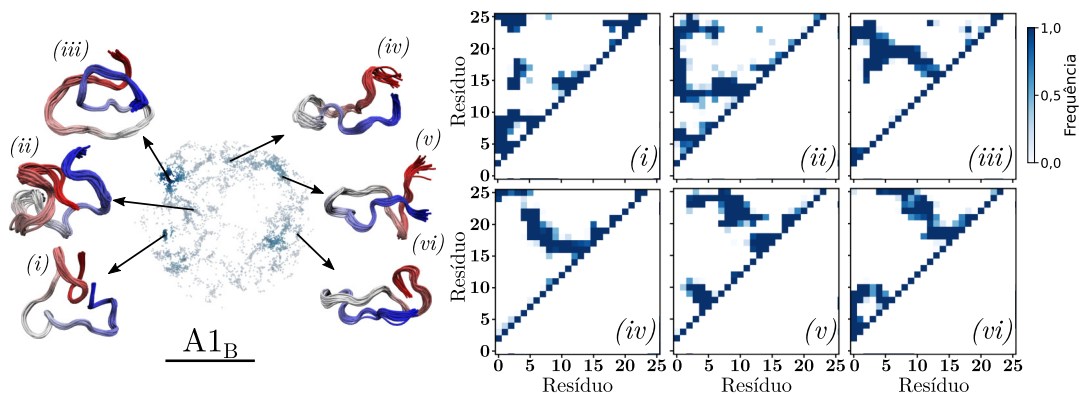 (iii)
(iv)
(ii)
(v)
(i)
(vi)
A1B
25
20
15
10
5
0
Resíduo
(i)
(ii)
(iii)
1,0
0,5
0,0
Frequência
25
20
15
10
5
0
Resíduo
(iv)
(v)
(vi)
0 5 10 15 20 25
0 5 10 15 20 25
0 5 10 15 20 25
Resíduo
Resíduo
Resíduo